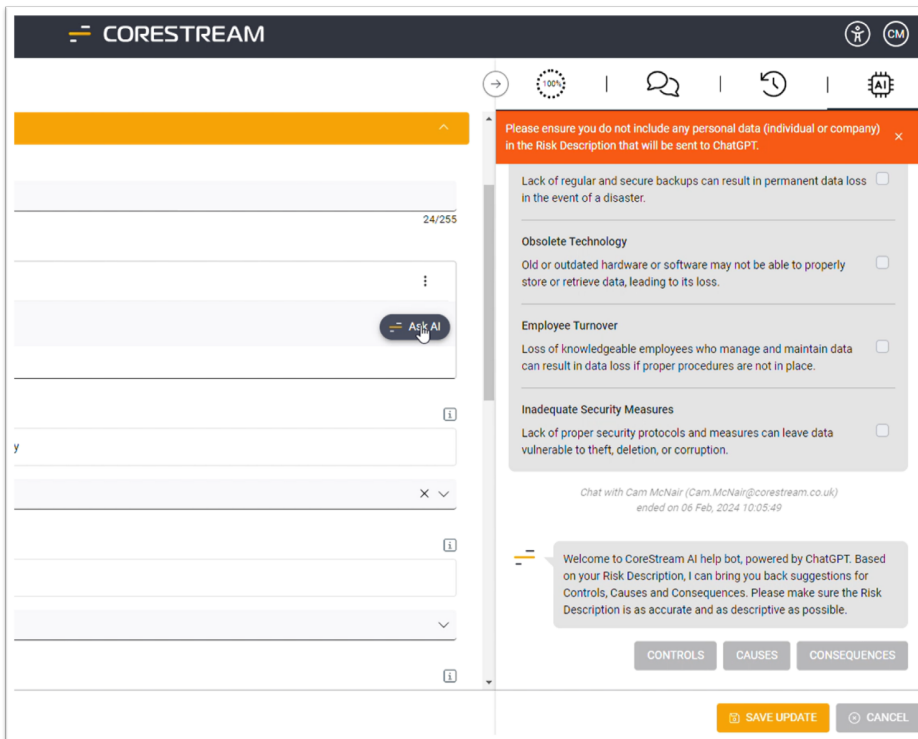 CORESTREAM
CM
100%
AI
Please ensure you do not include any personal data (individual or company)
in the Risk Description that will be sent to ChatGPT.
24/255
Ask AI
y
Lack of regular and secure backups can result in permanent data loss
in the event of a disaster.
Obsolete Technology
Old or outdated hardware or software may not be able to properly
store or retrieve data, leading to its loss.
Employee Turnover
Loss of knowledgeable employees who manage and maintain data
can result in data loss if proper procedures are not in place.
Inadequate Security Measures
Lack of proper security protocols and measures can leave data
vulnerable to theft, deletion, or corruption.
Chat with Cam McNair (Cam.McNair@corestream.co.uk)
ended on 06 Feb, 2024 10:05:49
Welcome to CoreStream AI help bot, powered by ChatGPT. Based
on your Risk Description, I can bring you back suggestions for
Controls, Causes and Consequences. Please make sure the Risk
Description is as accurate and as descriptive as possible.
CONTROLS
CAUSES
CONSEQUENCES
SAVE UPDATE
CANCEL